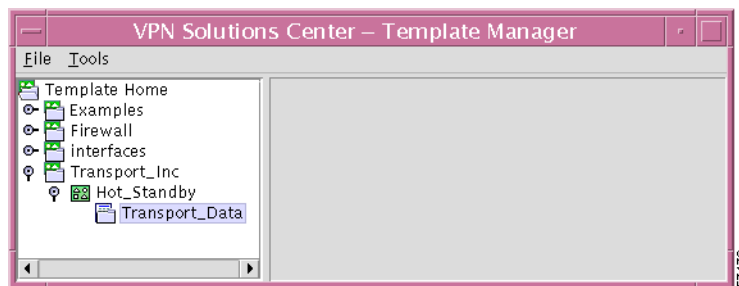 VPN Solutions Center – Template Manager
File Tools
Template Home
Examples
Firewall
interfaces
Transport_Inc
Hot_Standby
Transport_Data